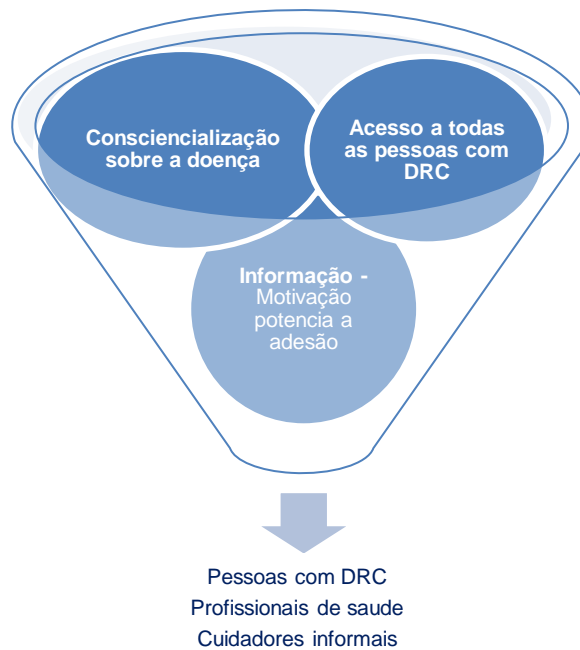 Consciencialização
sobre a doença
Acesso a todas
as pessoas com
DRC
Informação -
Motivação
potencia a
adesão
Pessoas com DRC
Profissionais de saude
Cuidadores informais